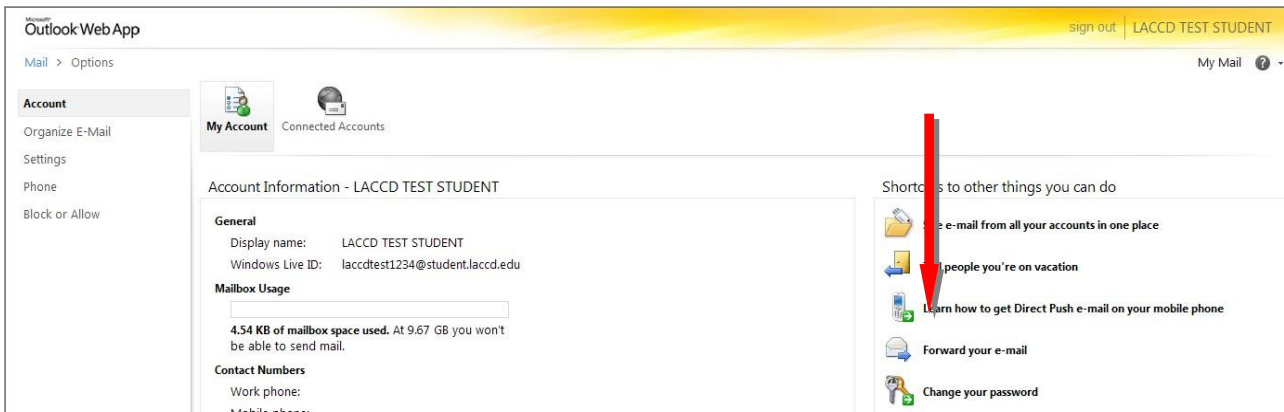 Microsoft®
Outlook Web App
sign out | LACCD TEST STUDENT
Mail > Options
My Mail
Account
Organize E-Mail
Settings
Phone
Block or Allow
My Account
Connected Accounts
Account Information - LACCD TEST STUDENT
General
Display name: LACCD TEST STUDENT
Windows Live ID: laccdtest1234@student.laccd.edu
Mailbox Usage
4.54 KB of mailbox space used. At 9.67 GB you won't
be able to send mail.
Contact Numbers
Work phone:
Mobile phone:
Shortcuts to other things you can do
e-mail from all your accounts in one place
people you're on vacation
Learn how to get Direct Push e-mail on your mobile phone
Forward your e-mail
Change your password